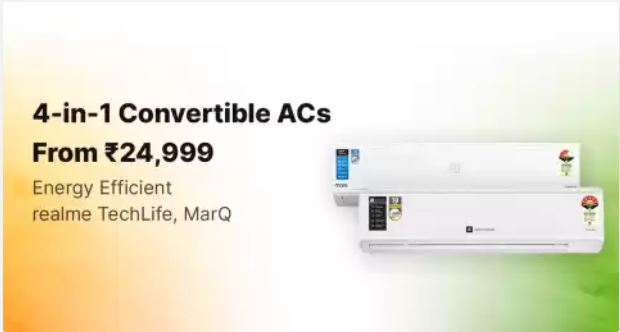 4-in-1 Convertible ACs
From ₹24,999
Energy Efficient
realme TechLife, MarQ